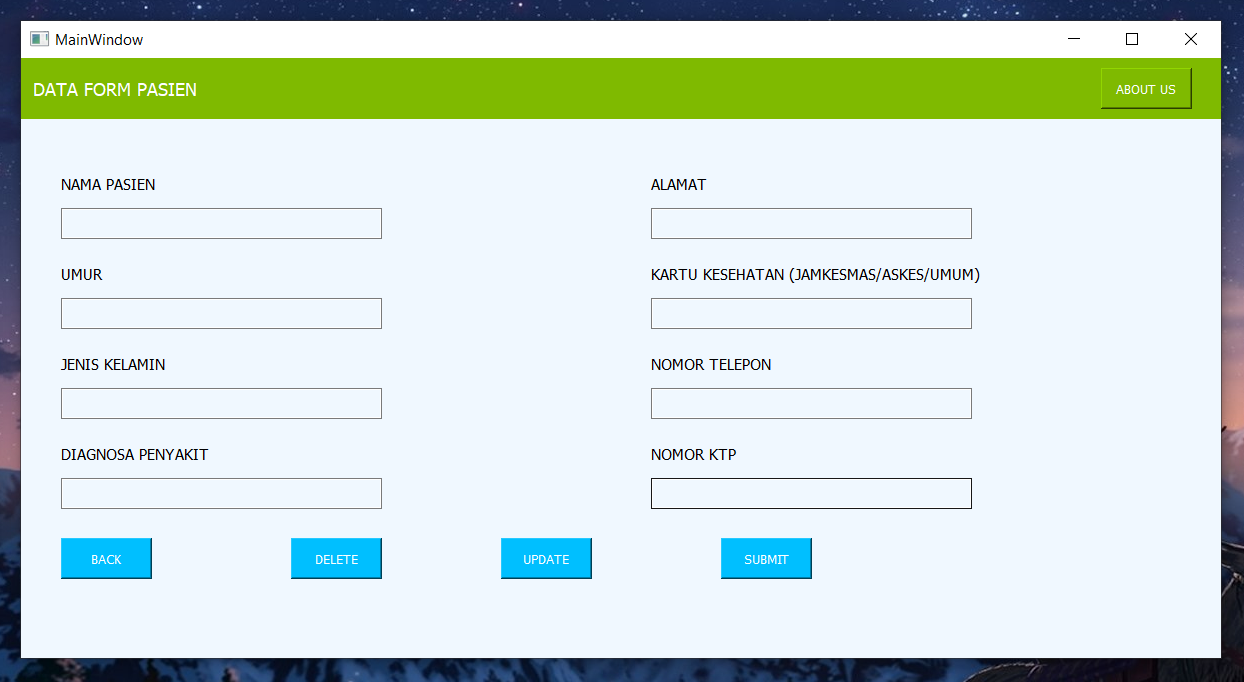 MainWindow
DATA FORM PASIEN
ABOUT US
NAMA PASIEN
ALAMAT
UMUR
KARTU KESEHATAN (JAMKESMAS/ASKES/UMUM)
JENIS KELAMIN
NOMOR TELEPON
DIAGNOSA PENYAKIT
NOMOR KTP
BACK
DELETE
UPDATE
SUBMIT